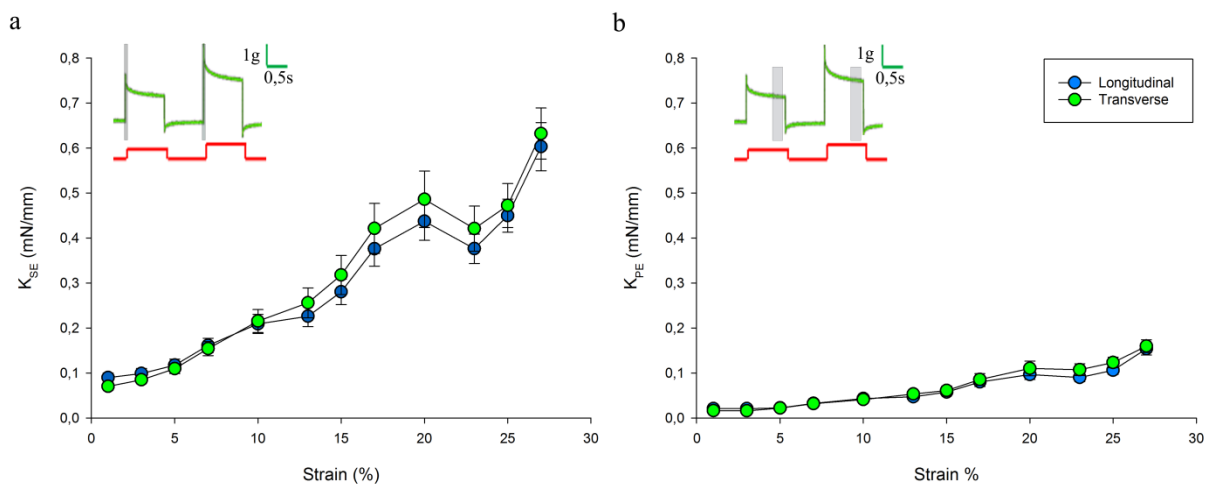 a
1g
0,5s
0,8
0,7
0,6
0,5
0,4
0,3
0,2
0,1
0,0
K_SE (mN/mm)
0
5
10
15
20
25
30
Strain (%)
b
1g
0,5s
Longitudinal
Transverse
0,8
0,7
0,6
0,5
0,4
0,3
0,2
0,1
0,0
K_PE (mN/mm)
0
5
10
15
20
25
30
Strain %